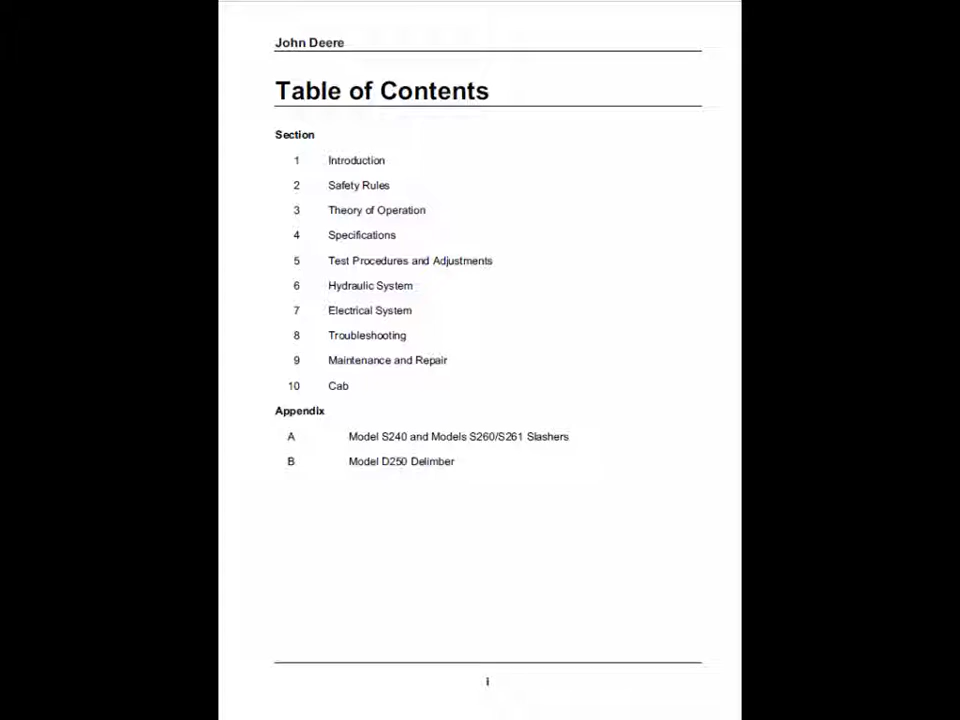 John Deere
Table of Contents
Section
1 Introduction
2 Safety Rules
3 Theory of Operation
4 Specifications
5 Test Procedures and Adjustments
6 Hydraulic System
7 Electrical System
8 Troubleshooting
9 Maintenance and Repair
10 Cab
Appendix
A Model S240 and Models S260/S261 Slashers
B Model D250 Delimber
i